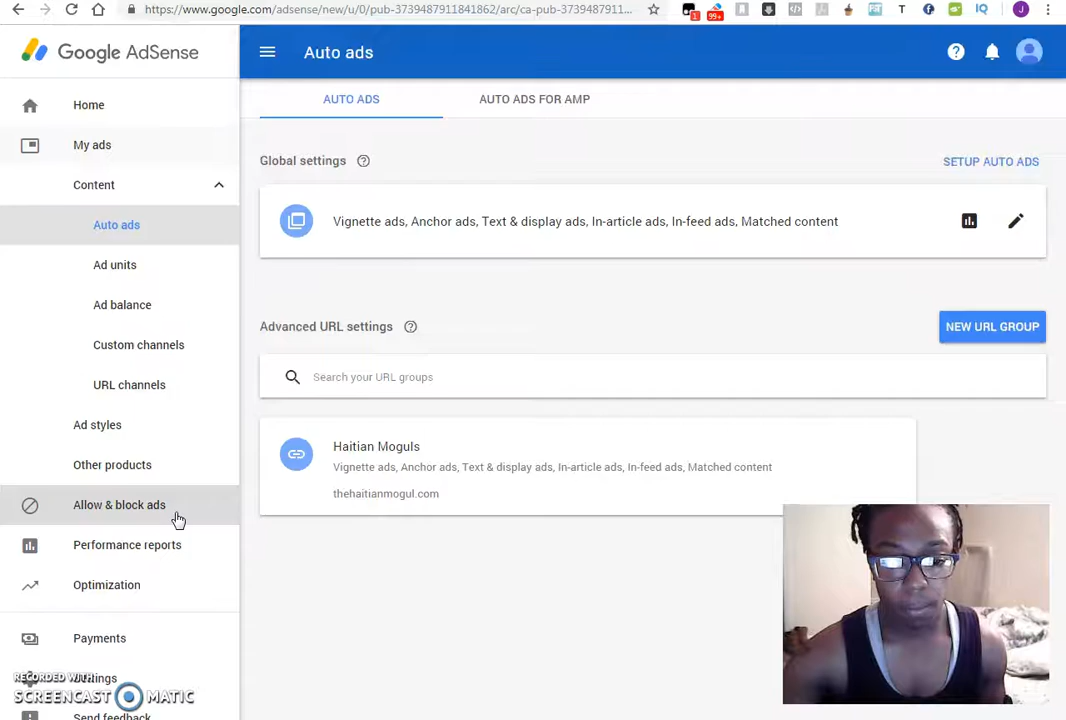 https://www.google.com/adsense/new/u/0/pub-3739487911841862/arc/ca-pub-3739487911...
1
99+
T
IQ
J
Google AdSense
Auto ads
Home
My ads
Content
Auto ads
Ad units
Ad balance
Custom channels
URL channels
Ad styles
Other products
Allow & block ads
Performance reports
Optimization
Payments
Settings
Send feedback
AUTO ADS
AUTO ADS FOR AMP
Global settings
SETUP AUTO ADS
Vignette ads, Anchor ads, Text & display ads, In-article ads, In-feed ads, Matched content
Advanced URL settings
NEW URL GROUP
Search your URL groups
Haitian Moguls
Vignette ads, Anchor ads, Text & display ads, In-article ads, In-feed ads, Matched content
thehaitianmogul.com
RECORDED WITH
SCREENCAST MATIC